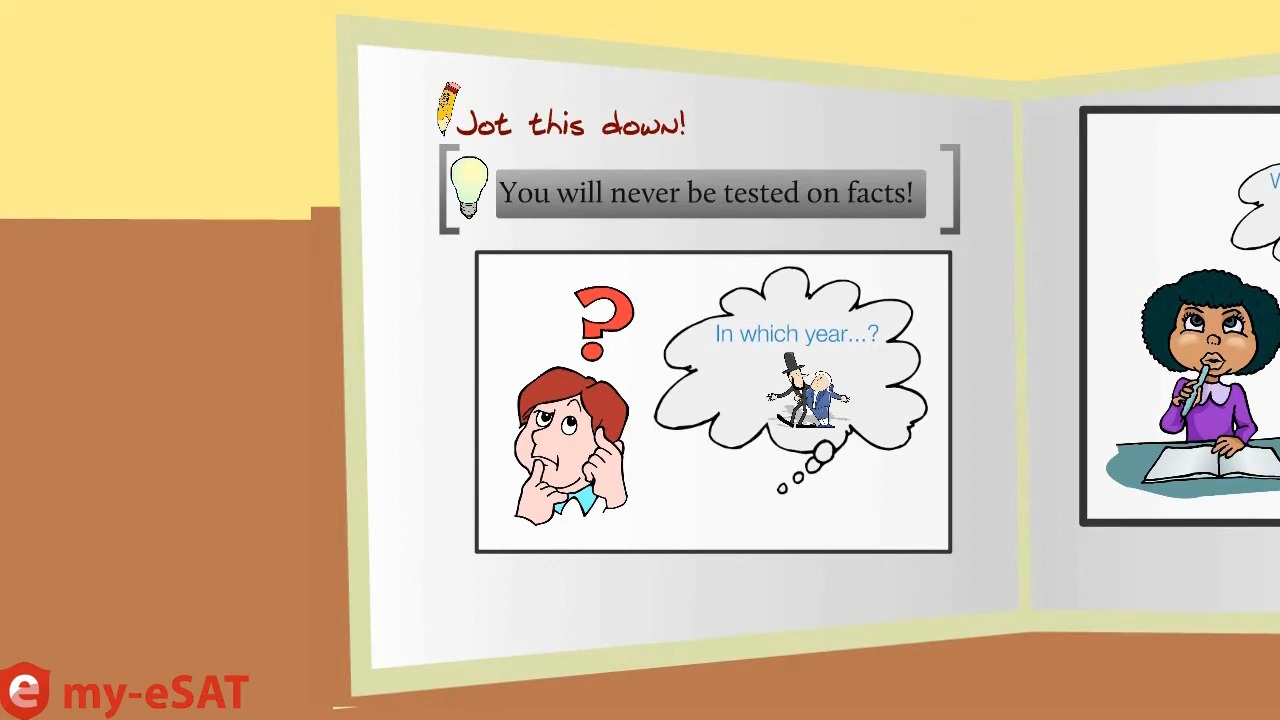 Jot this down!
You will never be tested on facts!
In which year...?
my-eSAT